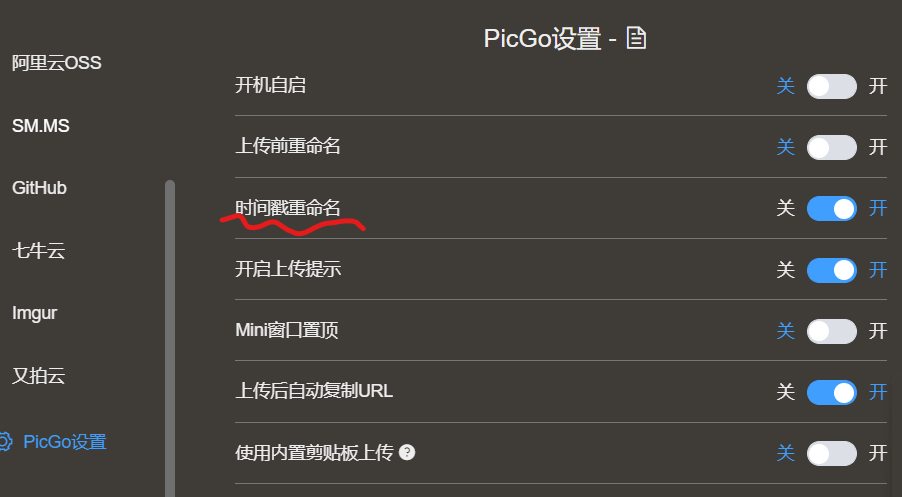 PicGo设置 -
阿里云OSS
SM.MS
GitHub
七牛云
Imgur
又拍云
PicGo设置
开机自启 关 开
上传前重命名 关 开
时间戳重命名 关 开
开启上传提示 关 开
Mini窗口置顶 关 开
上传后自动复制URL 关 开
使用内置剪贴板上传 ? 关 开